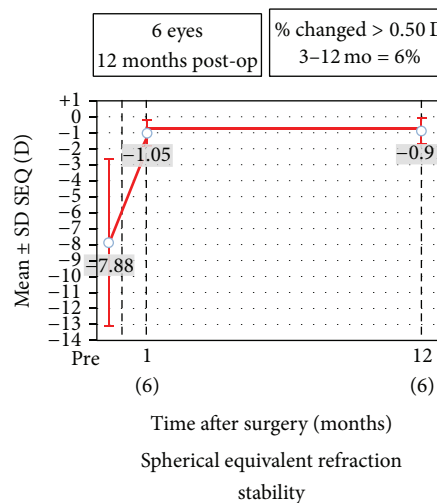 6 eyes
12 months post-op
% changed > 0.50 D
3–12 mo = 6%
Mean ± SD SEQ (D)
+1
0
−1
−2
−3
−4
−5
−6
−7
−8
−9
−10
−11
−12
−13
−14
−7.88
−1.05
−0.9
Pre
1
12
(6)
(6)
Time after surgery (months)
Spherical equivalent refraction
stability